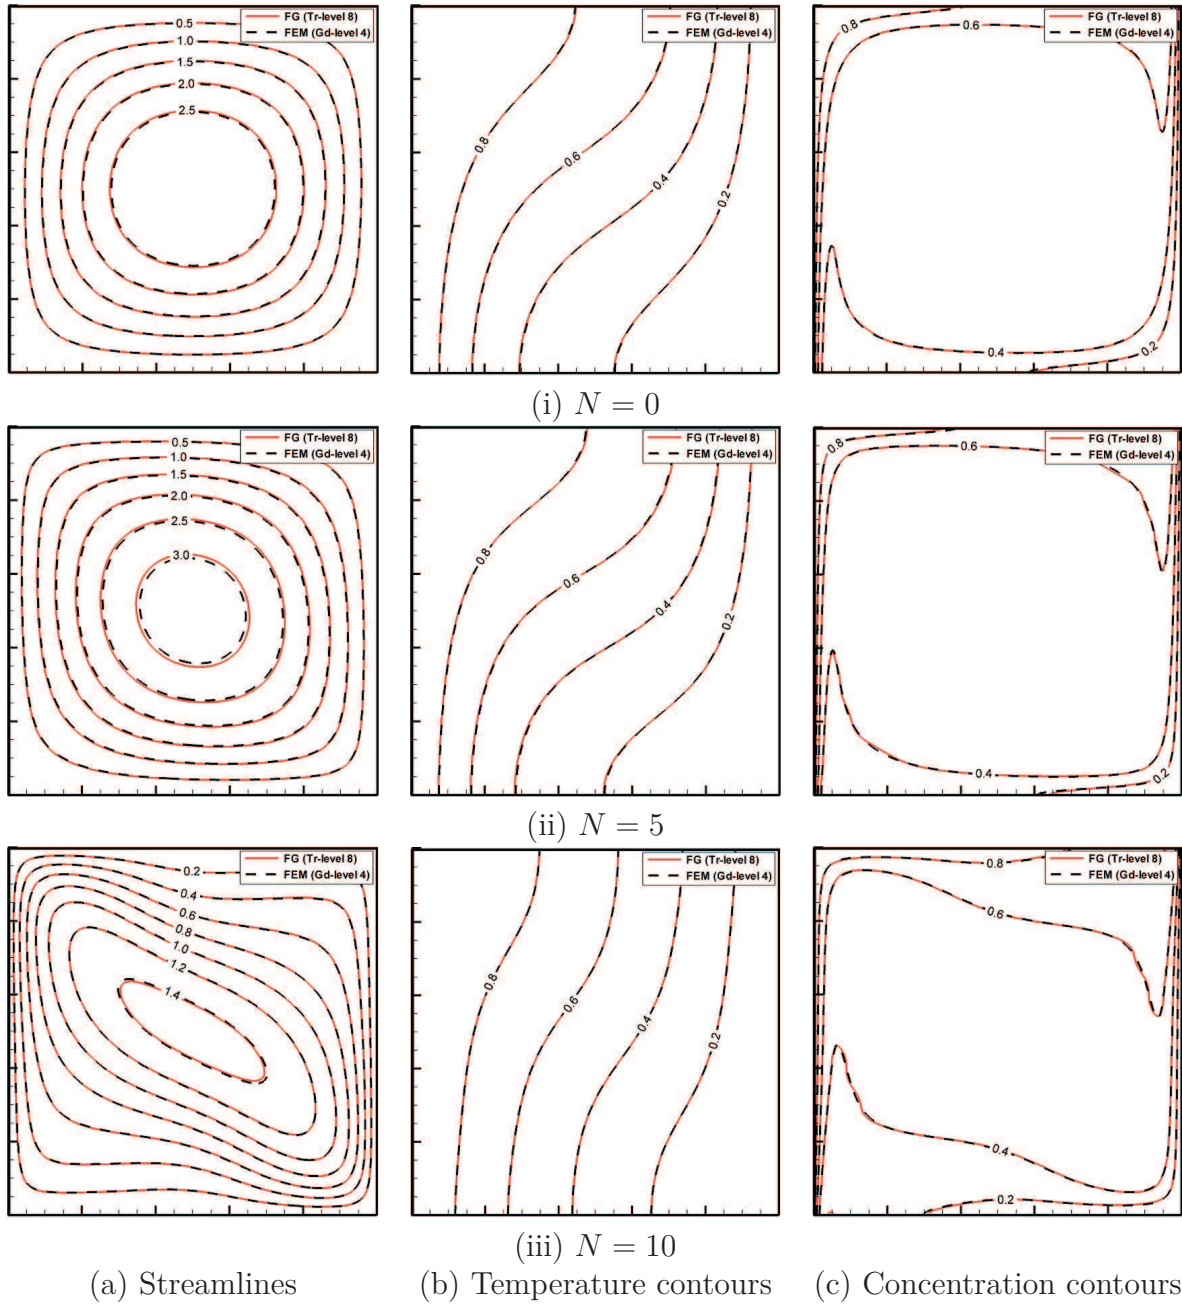 FG (Tr-level 8)
FEM (Gd-level 4)
0.5
1.0
1.5
2.0
2.5
FG (Tr-level 8)
FEM (Gd-level 4)
0.8
0.6
0.4
0.2
FG (Tr-level 8)
FEM (Gd-level 4)
0.8
0.6
0.4
0.2
(i) N = 0
FG (Tr-level 8)
FEM (Gd-level 4)
0.5
1.0
1.5
2.0
2.5
3.0
FG (Tr-level 8)
FEM (Gd-level 4)
0.8
0.6
0.4
0.2
FG (Tr-level 8)
FEM (Gd-level 4)
0.8
0.6
0.4
0.2
(ii) N = 5
FG (Tr-level 8)
FEM (Gd-level 4)
0.2
0.4
0.6
0.8
1.0
1.2
1.4
FG (Tr-level 8)
FEM (Gd-level 4)
0.8
0.6
0.4
0.2
FG (Tr-level 8)
FEM (Gd-level 4)
0.8
0.6
0.4
0.2
(iii) N = 10
(a) Streamlines
(b) Temperature contours
(c) Concentration contours